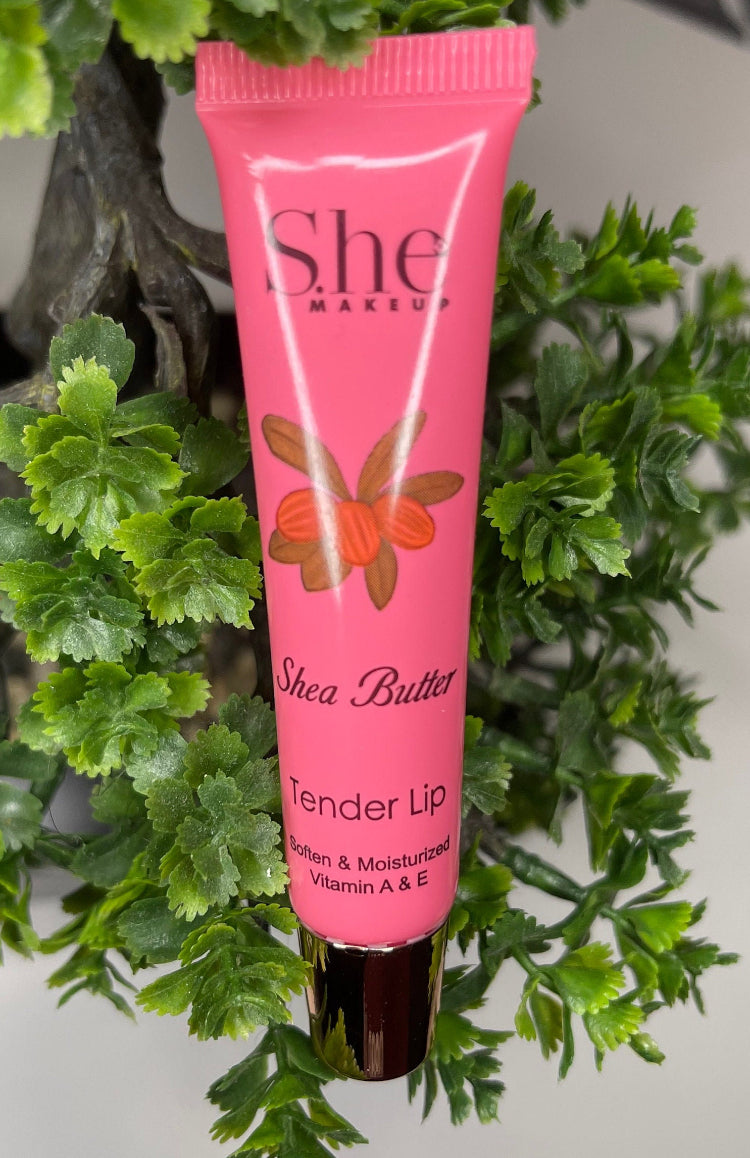 S.he
MAKEUP
Shea Butter
Tender Lip
Soften & Moisturized
Vitamin A & E